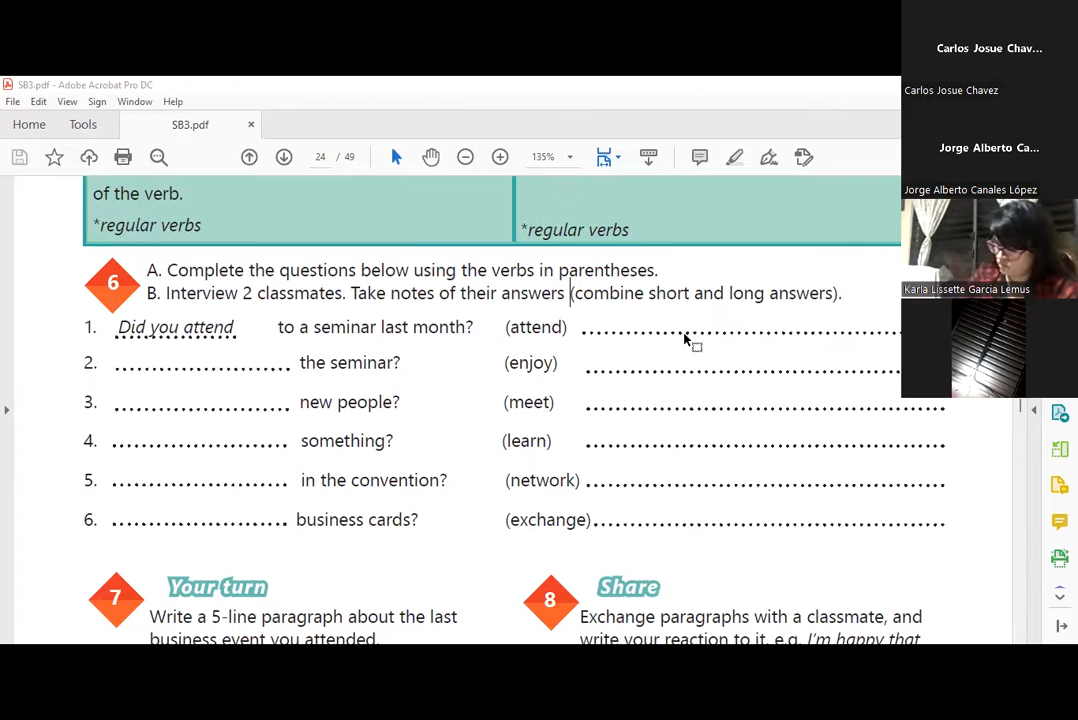 Carlos Josue Chav...
Carlos Josue Chavez
Jorge Alberto Ca...
Jorge Alberto Canales López
Karla Lissette Garcia Lemus
SB3.pdf - Adobe Acrobat Pro DC
File Edit View Sign Window Help
Home Tools SB3.pdf ×
24 / 49 135%
of the verb.
*regular verbs
*regular verbs
6 A. Complete the questions below using the verbs in parentheses.
B. Interview 2 classmates. Take notes of their answers (combine short and long answers).
1. Did you attend to a seminar last month? (attend)
2. the seminar? (enjoy)
3. new people? (meet)
4. something? (learn)
5. in the convention? (network)
6. business cards? (exchange)
7 Your turn
Write a 5-line paragraph about the last
business event you attended.
8 Share
Exchange paragraphs with a classmate, and
write your reaction to it, e.g. I'm happy that